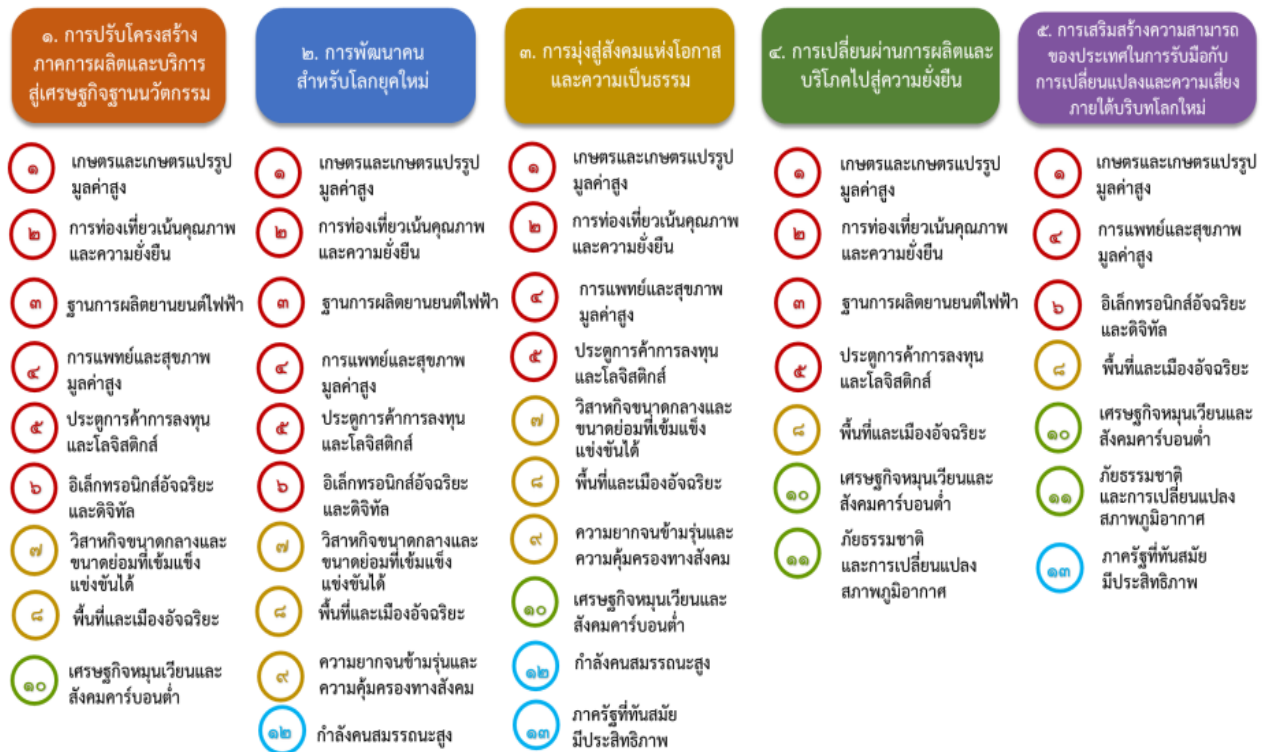 ๑. การปรับโครงสร้าง
ภาคการผลิตและบริการ
สู่เศรษฐกิจฐานนวัตกรรม
๑
เกษตรและเกษตรแปรรูป
มูลค่าสูง
๒
การท่องเที่ยวเน้นคุณภาพ
และความยั่งยืน
๓
ฐานการผลิตยานยนต์ไฟฟ้า
๔
การแพทย์และสุขภาพ
มูลค่าสูง
๕
ประตูการค้าการลงทุน
และโลจิสติกส์
๖
อิเล็กทรอนิกส์อัจฉริยะ
และดิจิทัล
๗
วิสาหกิจขนาดกลางและ
ขนาดย่อมที่เข้มแข็ง
แข่งขันได้
๘
พื้นที่และเมืองอัจฉริยะ
๑๐
เศรษฐกิจหมุนเวียนและ
สังคมคาร์บอนต่ำ
๒. การพัฒนาคน
สำหรับโลกยุคใหม่
๑
เกษตรและเกษตรแปรรูป
มูลค่าสูง
๒
การท่องเที่ยวเน้นคุณภาพ
และความยั่งยืน
๓
ฐานการผลิตยานยนต์ไฟฟ้า
๔
การแพทย์และสุขภาพ
มูลค่าสูง
๕
ประตูการค้าการลงทุน
และโลจิสติกส์
๖
อิเล็กทรอนิกส์อัจฉริยะ
และดิจิทัล
๗
วิสาหกิจขนาดกลางและ
ขนาดย่อมที่เข้มแข็ง
แข่งขันได้
๘
พื้นที่และเมืองอัจฉริยะ
๙
ความยากจนข้ามรุ่นและ
ความคุ้มครองทางสังคม
๑๒
กำลังคนสมรรถนะสูง
๓. การมุ่งสู่สังคมแห่งโอกาส
และความเป็นธรรม
๑
เกษตรและเกษตรแปรรูป
มูลค่าสูง
๒
การท่องเที่ยวเน้นคุณภาพ
และความยั่งยืน
๔
การแพทย์และสุขภาพ
มูลค่าสูง
๕
ประตูการค้าการลงทุน
และโลจิสติกส์
๗
วิสาหกิจขนาดกลางและ
ขนาดย่อมที่เข้มแข็ง
แข่งขันได้
๘
พื้นที่และเมืองอัจฉริยะ
๙
ความยากจนข้ามรุ่นและ
ความคุ้มครองทางสังคม
๑๐
เศรษฐกิจหมุนเวียนและ
สังคมคาร์บอนต่ำ
๑๒
กำลังคนสมรรถนะสูง
๑๓
ภาครัฐที่ทันสมัย
มีประสิทธิภาพ
๔. การเปลี่ยนผ่านการผลิตและ
บริโภคไปสู่ความยั่งยืน
๑
เกษตรและเกษตรแปรรูป
มูลค่าสูง
๒
การท่องเที่ยวเน้นคุณภาพ
และความยั่งยืน
๓
ฐานการผลิตยานยนต์ไฟฟ้า
๕
ประตูการค้าการลงทุน
และโลจิสติกส์
๘
พื้นที่และเมืองอัจฉริยะ
๑๐
เศรษฐกิจหมุนเวียนและ
สังคมคาร์บอนต่ำ
๑๑
ภัยธรรมชาติ
และการเปลี่ยนแปลง
สภาพภูมิอากาศ
๕. การเสริมสร้างความสามารถ
ของประเทศในการรับมือกับ
การเปลี่ยนแปลงและความเสี่ยง
ภายใต้บริบทโลกใหม่
๑
เกษตรและเกษตรแปรรูป
มูลค่าสูง
๔
การแพทย์และสุขภาพ
มูลค่าสูง
๖
อิเล็กทรอนิกส์อัจฉริยะ
และดิจิทัล
๘
พื้นที่และเมืองอัจฉริยะ
๑๐
เศรษฐกิจหมุนเวียนและ
สังคมคาร์บอนต่ำ
๑๑
ภัยธรรมชาติ
และการเปลี่ยนแปลง
สภาพภูมิอากาศ
๑๓
ภาครัฐที่ทันสมัย
มีประสิทธิภาพ